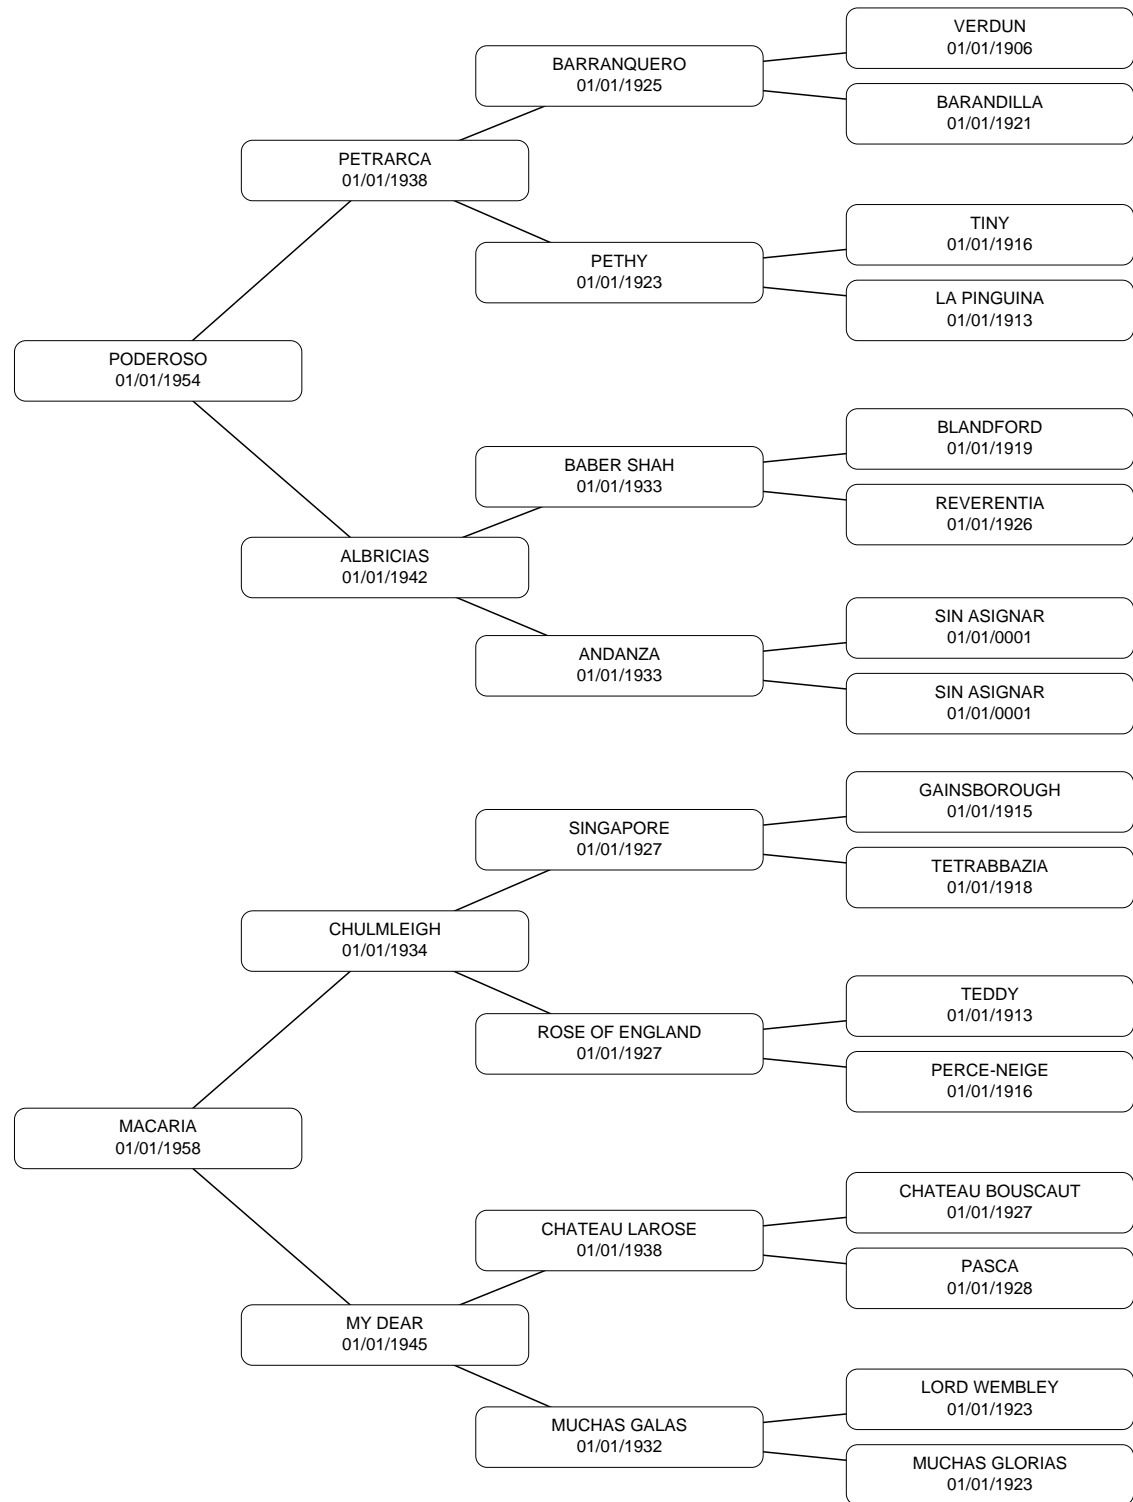 VERDUN
01/01/1906
BARRANQUERO
01/01/1925
BARANDILLA
01/01/1921
PETRARCA
01/01/1938
TINY
01/01/1916
PETHY
01/01/1923
LA PINGUINA
01/01/1913
PODEROSO
01/01/1954
BLANDFORD
01/01/1919
BABER SHAH
01/01/1933
REVERENTIA
01/01/1926
ALBRICIAS
01/01/1942
SIN ASIGNAR
01/01/0001
ANDANZA
01/01/1933
SIN ASIGNAR
01/01/0001
GAINSBOROUGH
01/01/1915
SINGAPORE
01/01/1927
TETRABBAZIA
01/01/1918
CHULMLEIGH
01/01/1934
TEDDY
01/01/1913
ROSE OF ENGLAND
01/01/1927
PERCE-NEIGE
01/01/1916
MACARIA
01/01/1958
CHATEAU BOUSCAUT
01/01/1927
CHATEAU LAROSE
01/01/1938
PASCA
01/01/1928
MY DEAR
01/01/1945
LORD WEMBLEY
01/01/1923
MUCHAS GALAS
01/01/1932
MUCHAS GLORIAS
01/01/1923